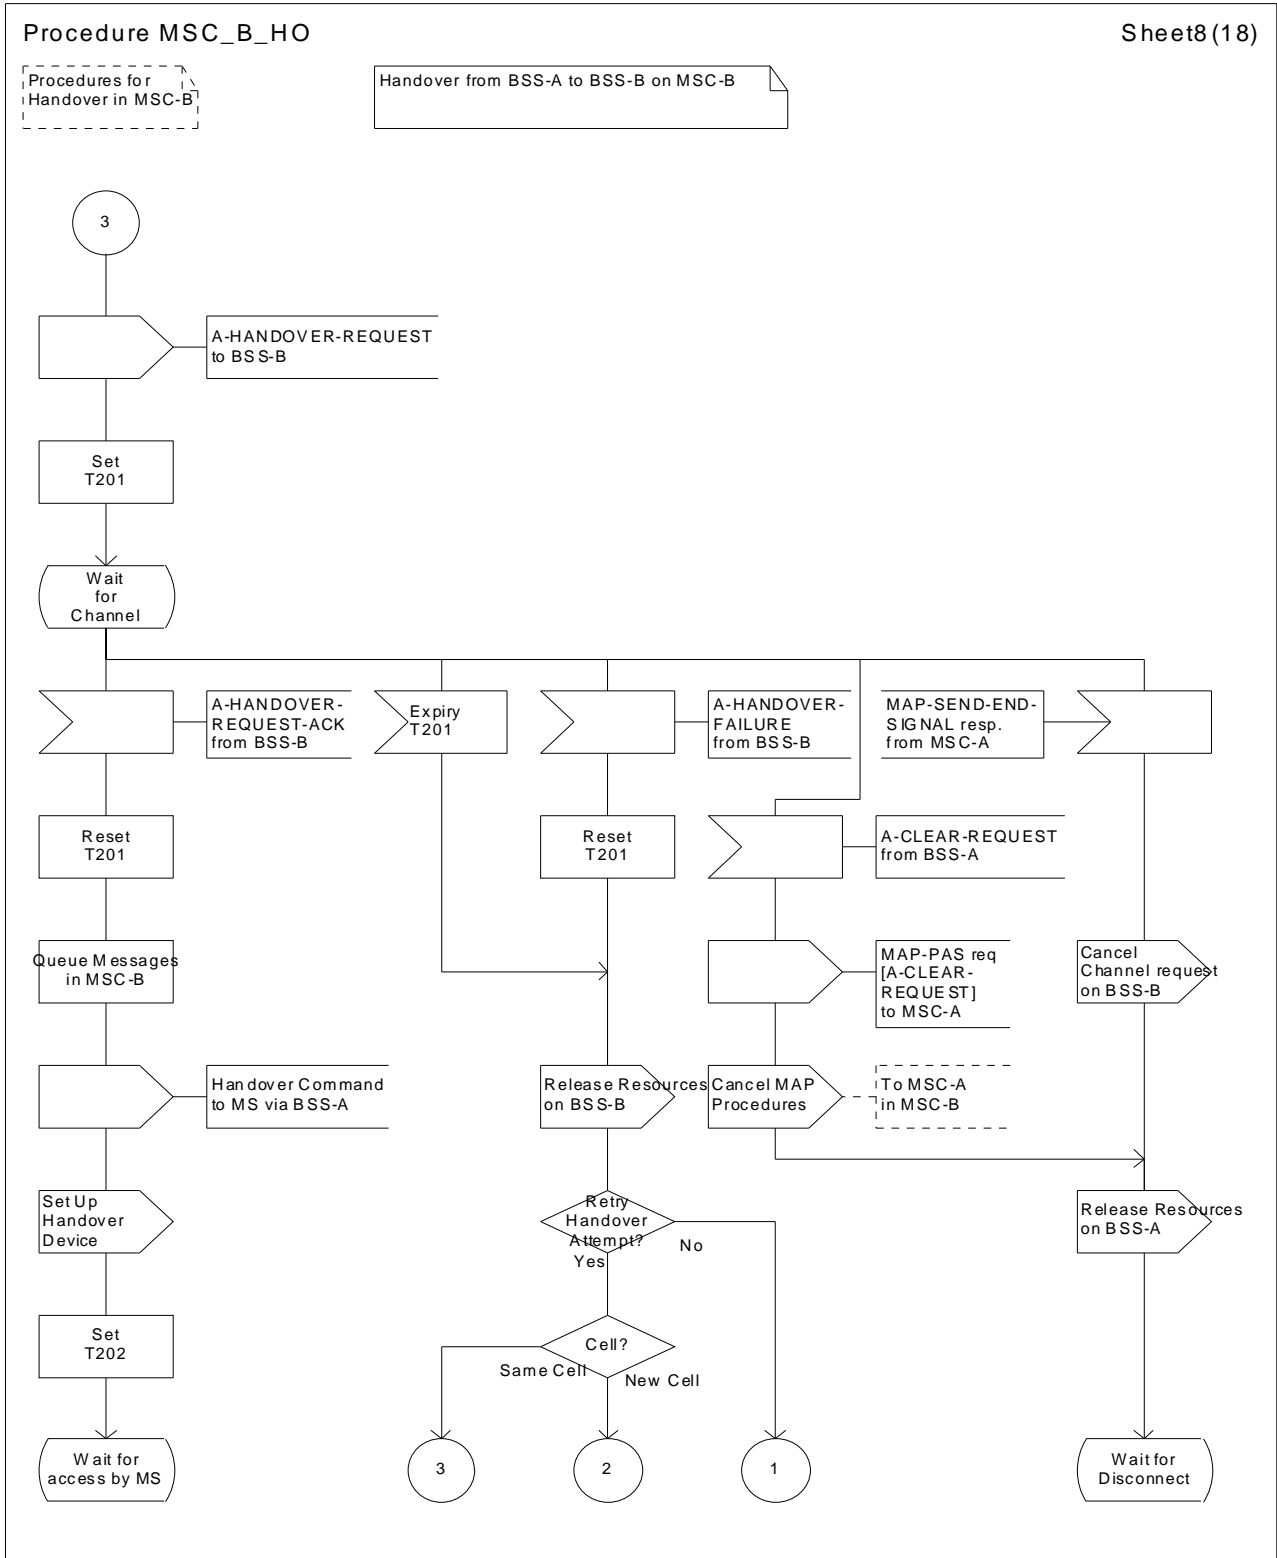 Procedure MSC_B_HO
Sheet8(18)
Procedures for
Handover in MSC-B
Handover from BSS-A to BSS-B on MSC-B
3
A-HANDOVER-REQUEST
to BSS-B
Set
T201
Wait
for
Channel
A-HANDOVER-
REQUEST-ACK
from BSS-B
Expiry
T201
A-HANDOVER-
FAILURE
from BSS-B
MAP-SEND-END-
SIGNAL resp.
from MSC-A
Reset
T201
Reset
T201
A-CLEAR-REQUEST
from BSS-A
Queue Messages
in MSC-B
MAP-PAS req
[A-CLEAR-
REQUEST]
to MSC-A
Cancel
Channel request
on BSS-B
Handover Command
to MS via BSS-A
Release Resources
on BSS-B
Cancel MAP
Procedures
To MSC-A
in MSC-B
Set Up
Handover
Device
Retry
Handover
Attempt?
Yes
No
Release Resources
on BSS-A
Set
T202
Cell?
Same Cell
New Cell
Wait for
access by MS
3
2
1
Wait for
Disconnect